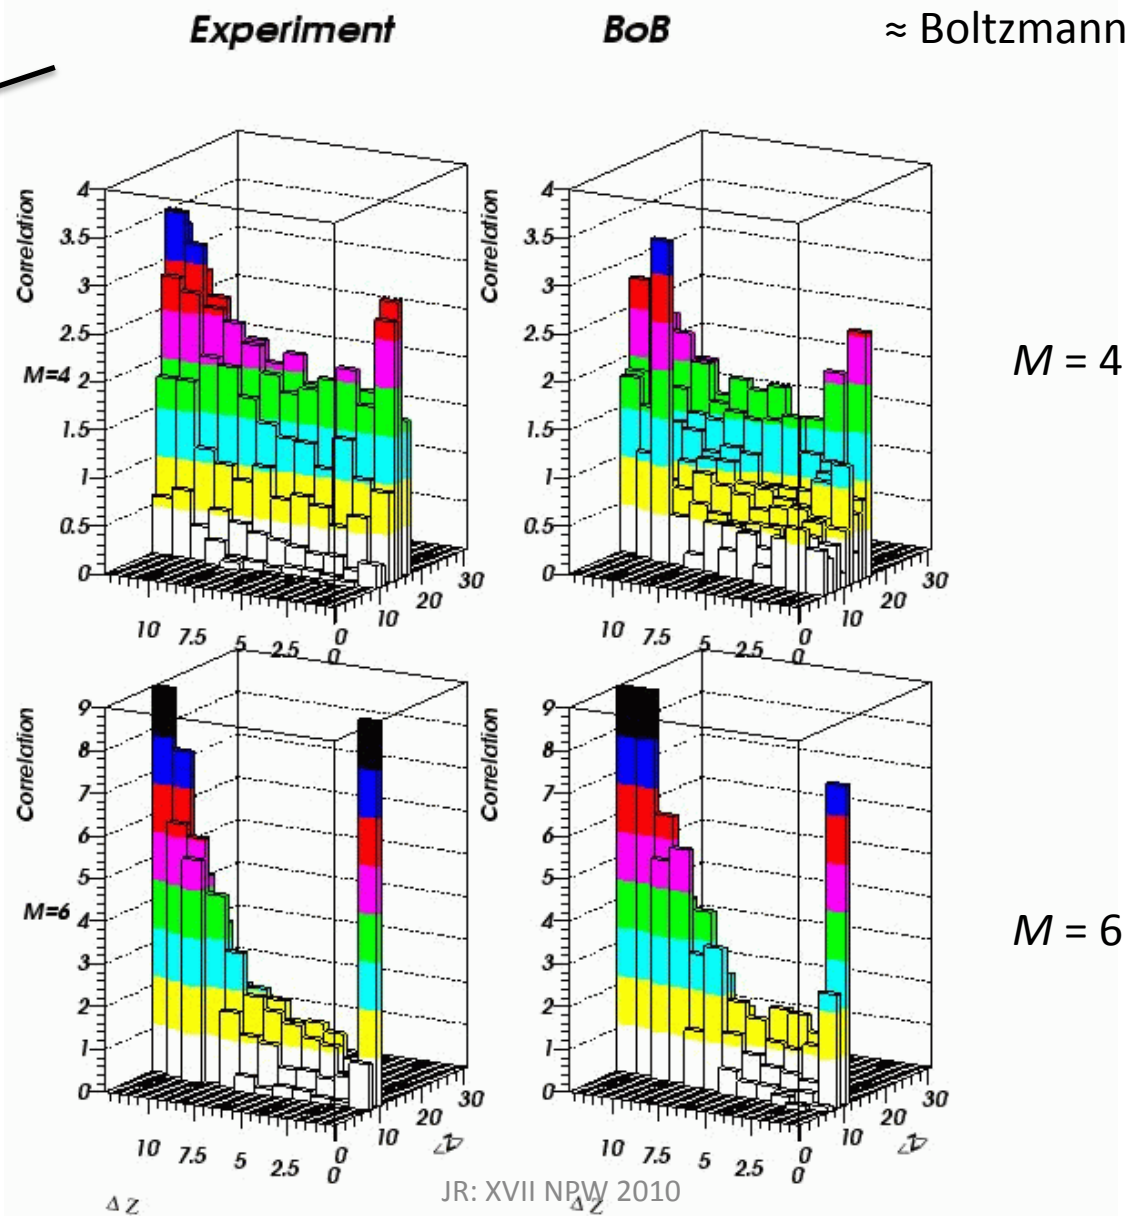 Experiment BoB ≈ Boltzmann
Correlation Correlation
4 4
3.5 3.5
3 3
2.5 2.5
M=4 2 2 M = 4
1.5 1.5
1 1
0.5 0.5
0 0
10 7.5 5 2.5 0 0 10 20 30
10 7.5 5 2.5 0 0 10 20 30
Correlation Correlation
9 9
8 8
7 7
6 6
5 5
M=6 4 4 M = 6
3 3
2 2
1 1
0 0
10 7.5 5 2.5 0 0 10 20 30
10 7.5 5 2.5 0 0 10 20 30
<Z> <Z>
Δ Z Δ Z
JR: XVII NPW 2010